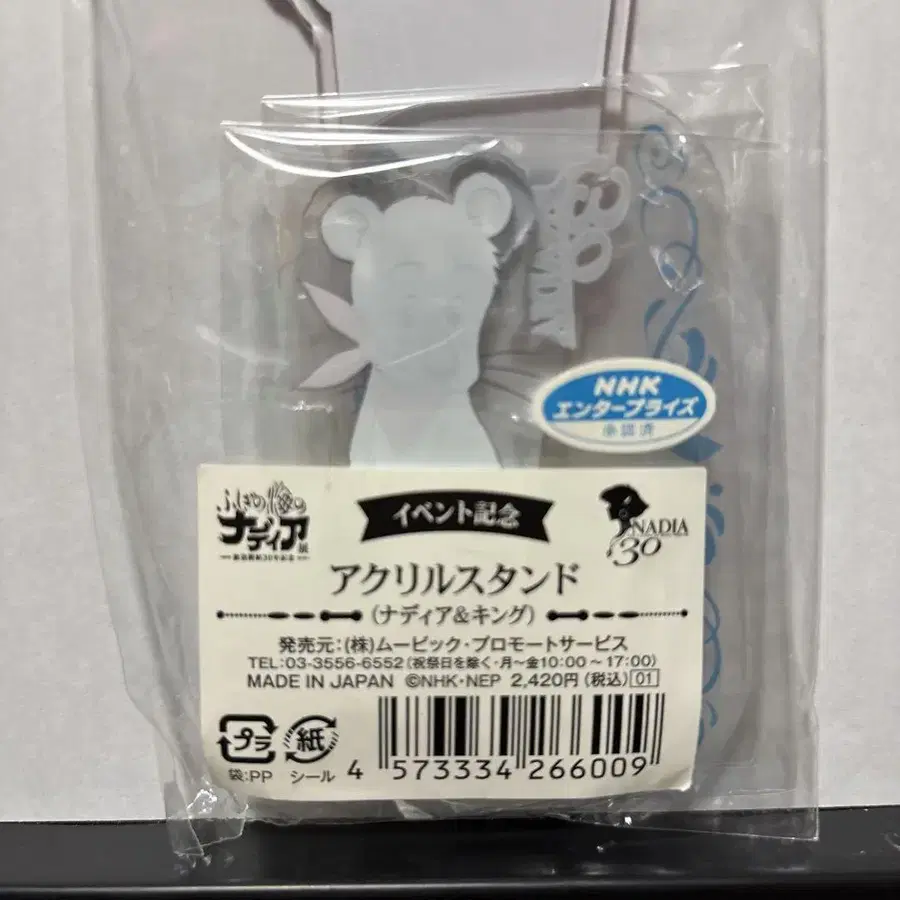 NHK
エンタープライズ
承認済
ふしぎの海の
ナディア展
イベント記念
NADIA
30
アクリルスタンド
(ナディア&キング)
発売元:(株)ムービック・プロモートサービス
TEL:03-3556-6552(祝祭日を除く・月〜金10:00〜17:00)
MADE IN JAPAN ©NHK・NEP 2,420円(税込) 01
プラ 紙
袋:PP シール
4 573334 266009